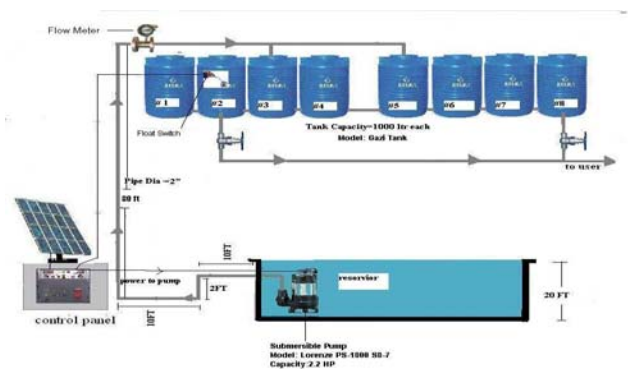 Flow Meter
# 1
#2
#3
#4
#5
#6
#7
#8
Float Switch
Tank Capacity=1000 ltr each
Model: Gazi Tank
to user
Pipe Dia =2"
80 ft
10FT
power to pump
2FT
reservior
20 FT
control panel
10FT
Submersible Pump
Model: Lorenze PS-1800 S0-7
Capacity:2.2 HP